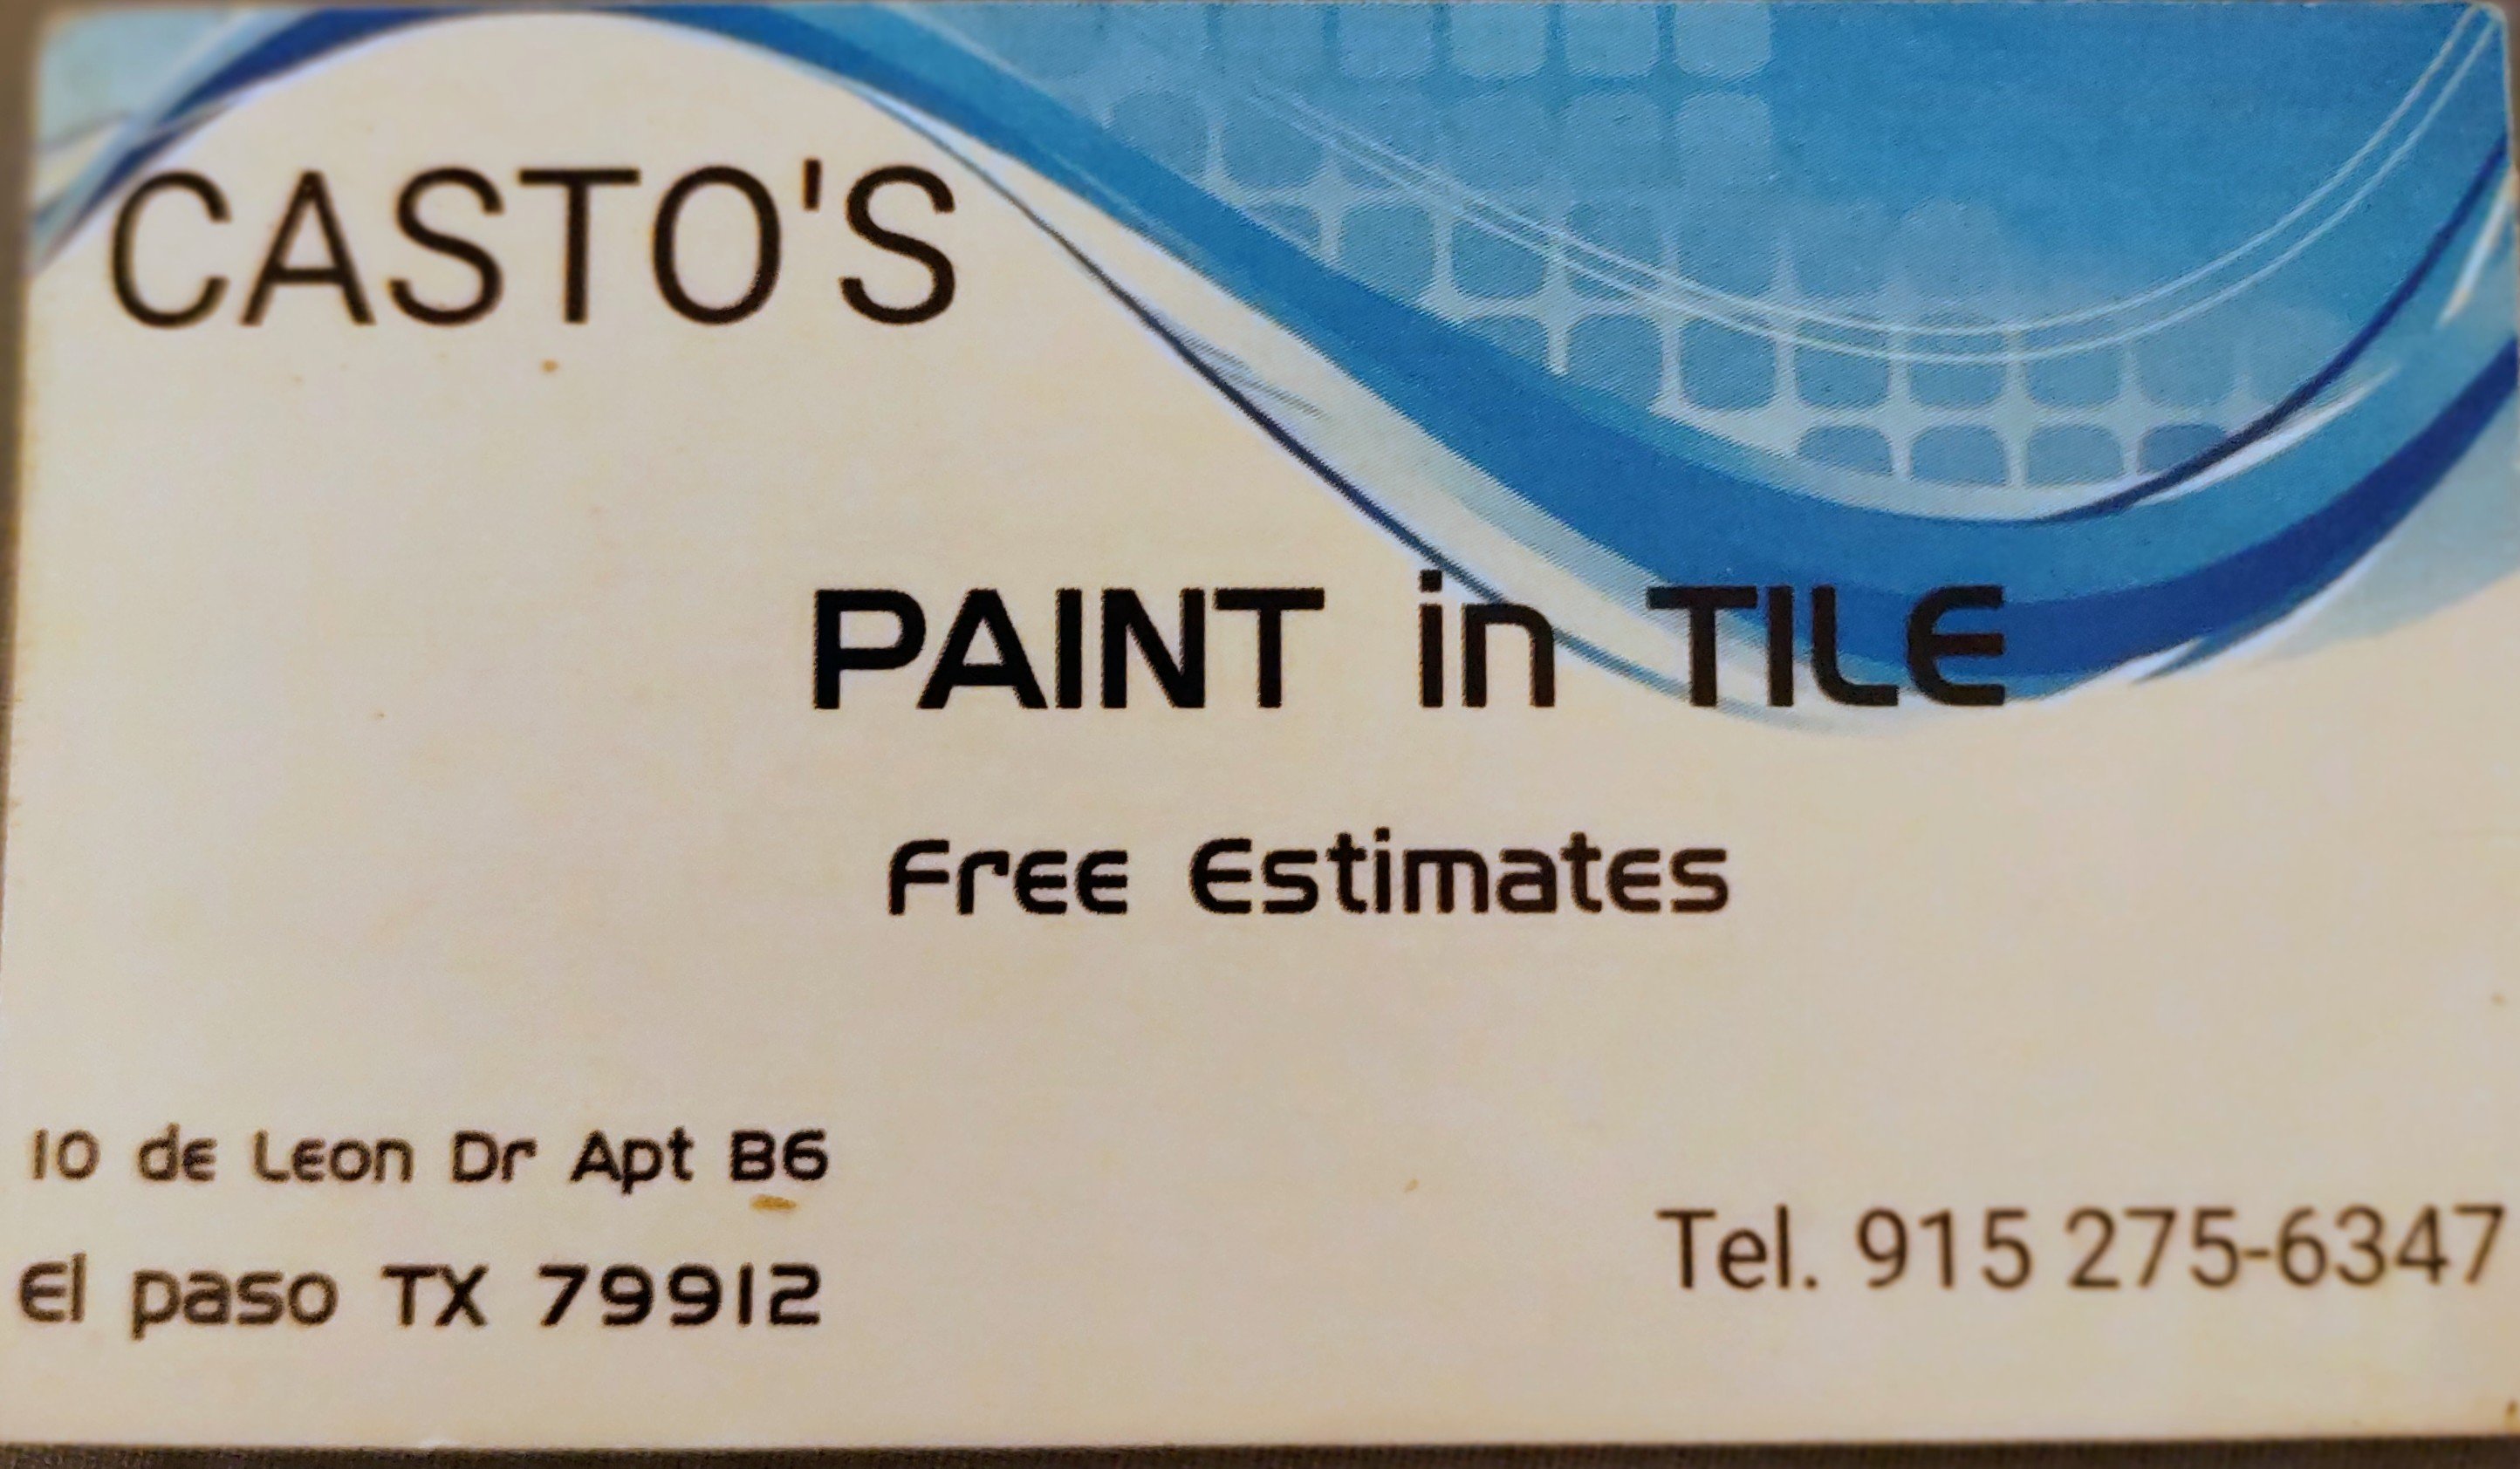 CASTO'S
PAINT in TILE
Free Estimates
10 de Leon Dr Apt B6
El paso TX 79912
Tel. 915 275-6347